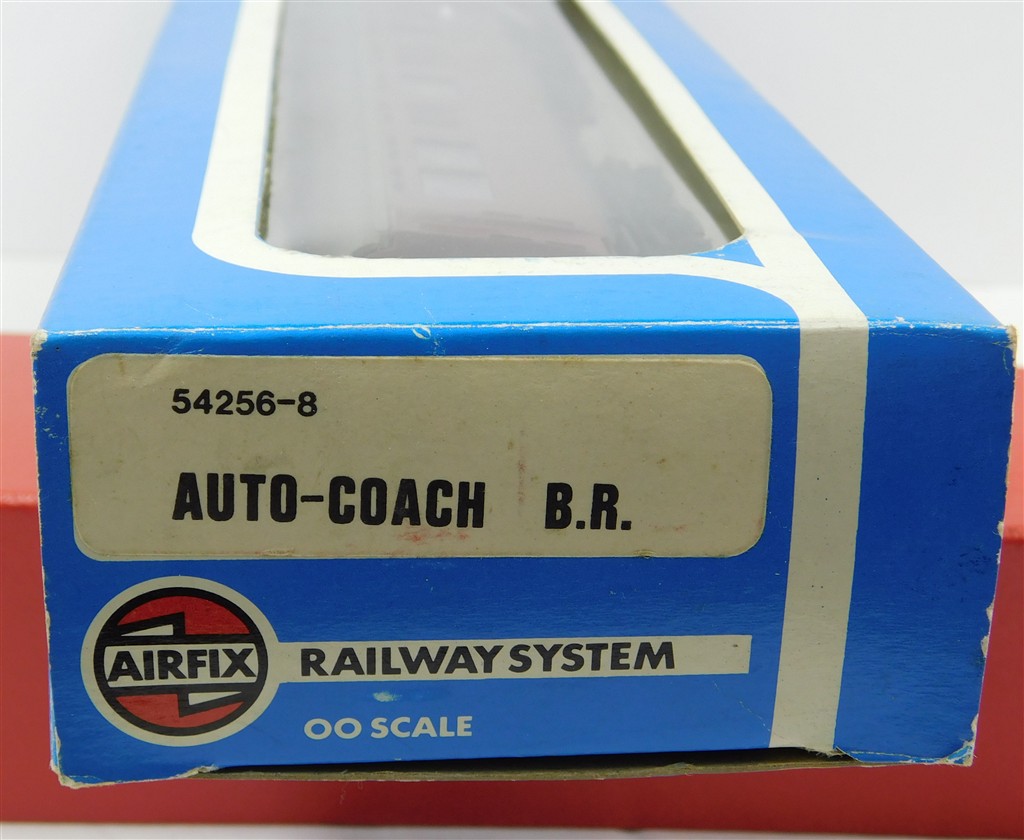 54256-8
AUTO-COACH B.R.
AIRFIX
RAILWAY SYSTEM
OO SCALE